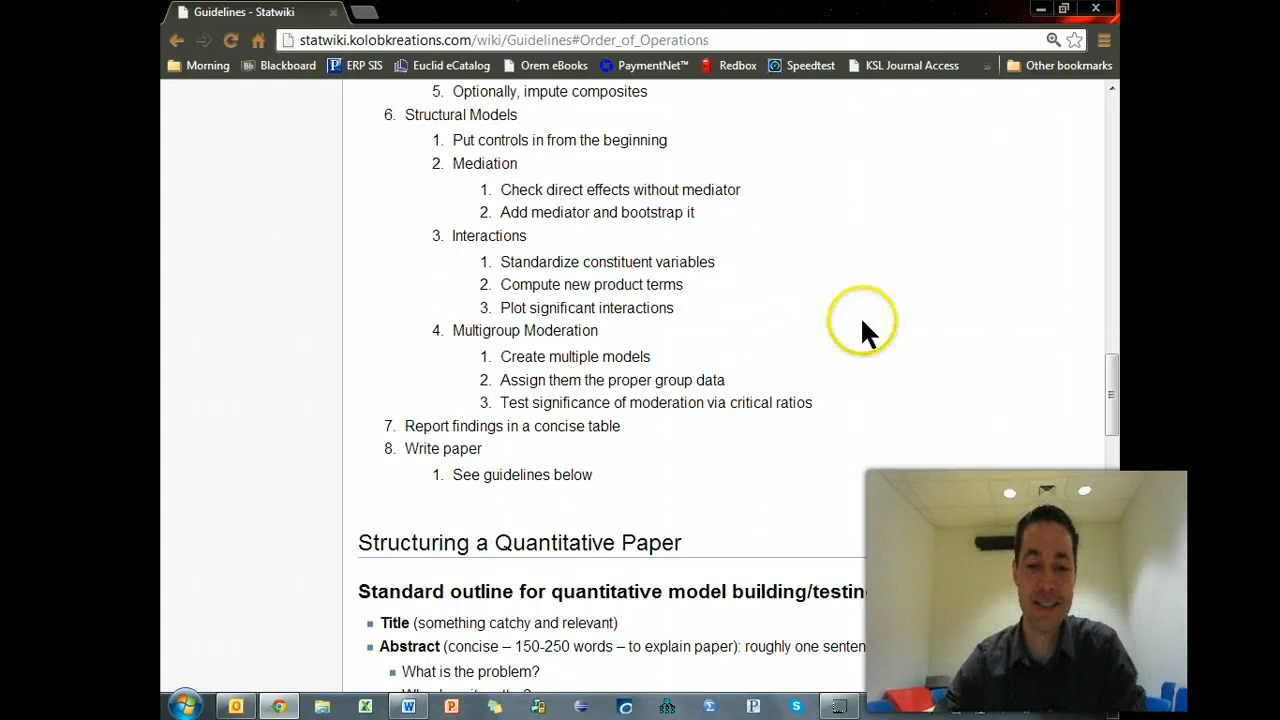 Guidelines - Statwiki
statwiki.kolobkreations.com/wiki/Guidelines#Order_of_Operations
Morning Blackboard ERP SIS Euclid eCatalog Orem eBooks PaymentNet™ Redbox Speedtest KSL Journal Access » Other bookmarks
5. Optionally, impute composites
6. Structural Models
1. Put controls in from the beginning
2. Mediation
1. Check direct effects without mediator
2. Add mediator and bootstrap it
3. Interactions
1. Standardize constituent variables
2. Compute new product terms
3. Plot significant interactions
4. Multigroup Moderation
1. Create multiple models
2. Assign them the proper group data
3. Test significance of moderation via critical ratios
7. Report findings in a concise table
8. Write paper
1. See guidelines below
Structuring a Quantitative Paper
Standard outline for quantitative model building/testing
Title (something catchy and relevant)
Abstract (concise – 150-250 words – to explain paper): roughly one
What is the problem?